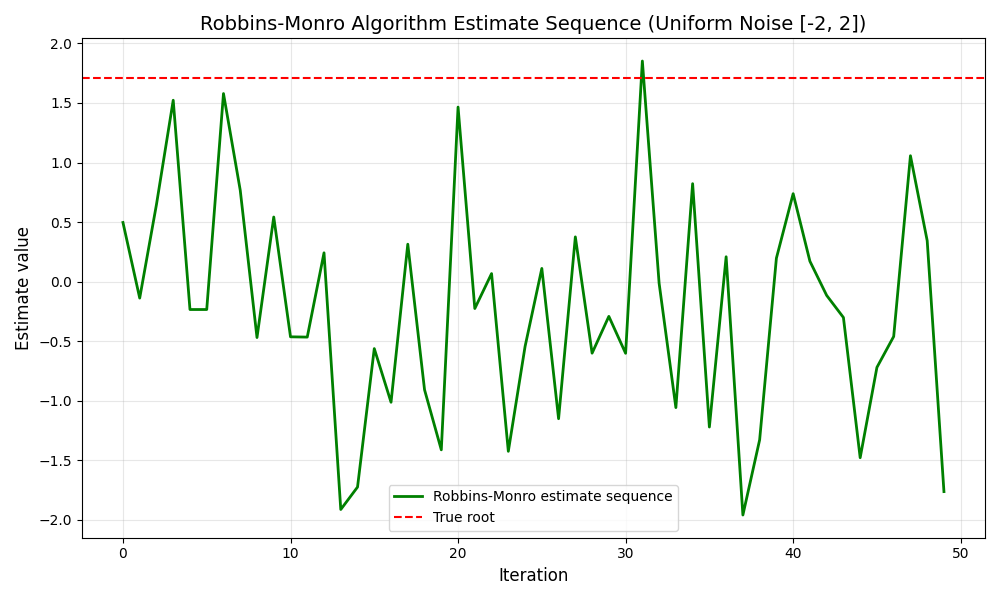 Robbins-Monro Algorithm Estimate Sequence (Uniform Noise [-2, 2])
Estimate value
2.0
1.5
1.0
0.5
0.0
−0.5
−1.0
−1.5
−2.0
Robbins-Monro estimate sequence
True root
0 10 20 30 40 50
Iteration